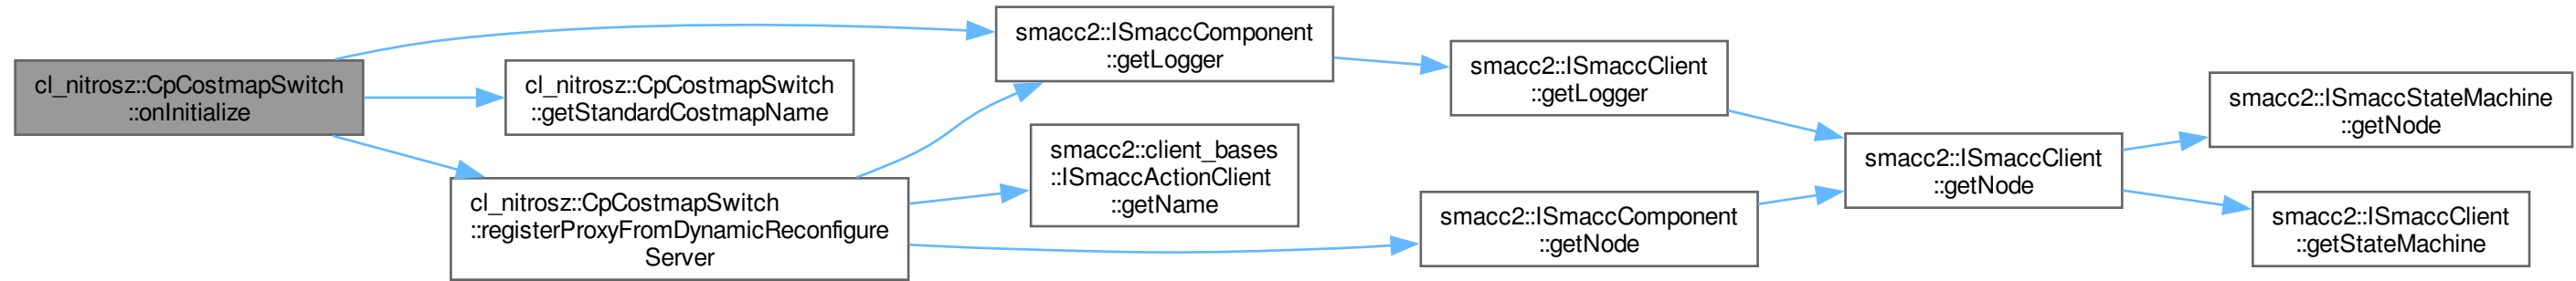 cl_nitrosz::CpCostmapSwitch
::onInitialize
cl_nitrosz::CpCostmapSwitch
::getStandardCostmapName
cl_nitrosz::CpCostmapSwitch
::registerProxyFromDynamicReconfigure
Server
smacc2::ISmaccComponent
::getLogger
smacc2::client_bases
::ISmaccActionClient
::getName
smacc2::ISmaccClient
::getLogger
smacc2::ISmaccComponent
::getNode
smacc2::ISmaccClient
::getNode
smacc2::ISmaccStateMachine
::getNode
smacc2::ISmaccClient
::getStateMachine